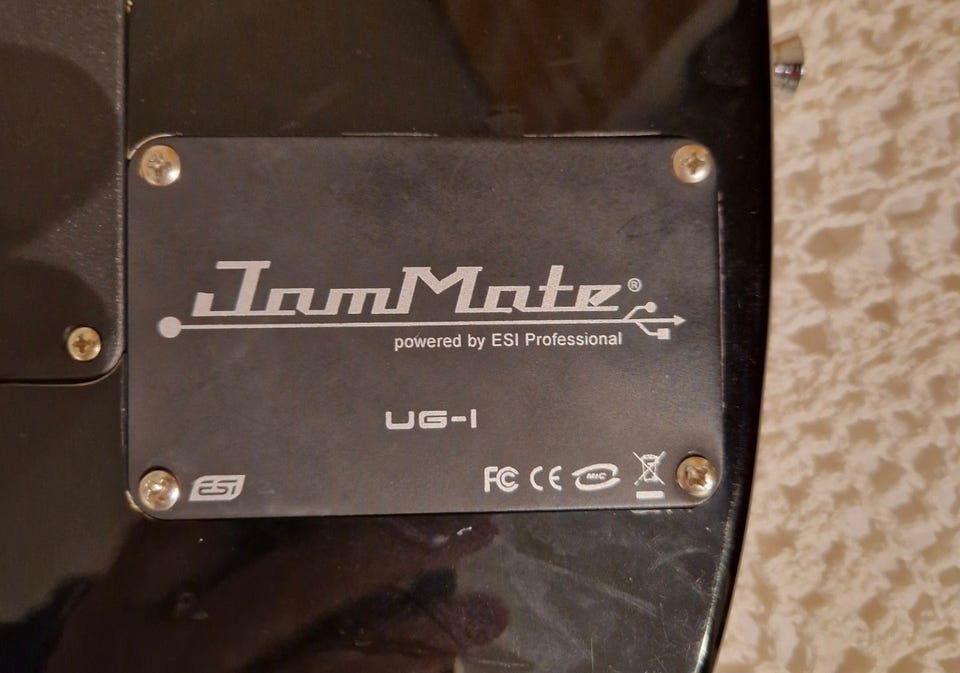 JamMate®
powered by ESI Professional
UG-1
ESI FC CE MIC